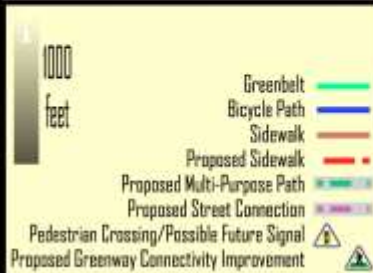 1000
feet
Greenbelt
Bicycle Path
Sidewalk
Proposed Sidewalk
Proposed Multi-Purpose Path
Proposed Street Connection
Pedestrian Crossing/Possible Future Signal
Proposed Greenway Connectivity Improvement